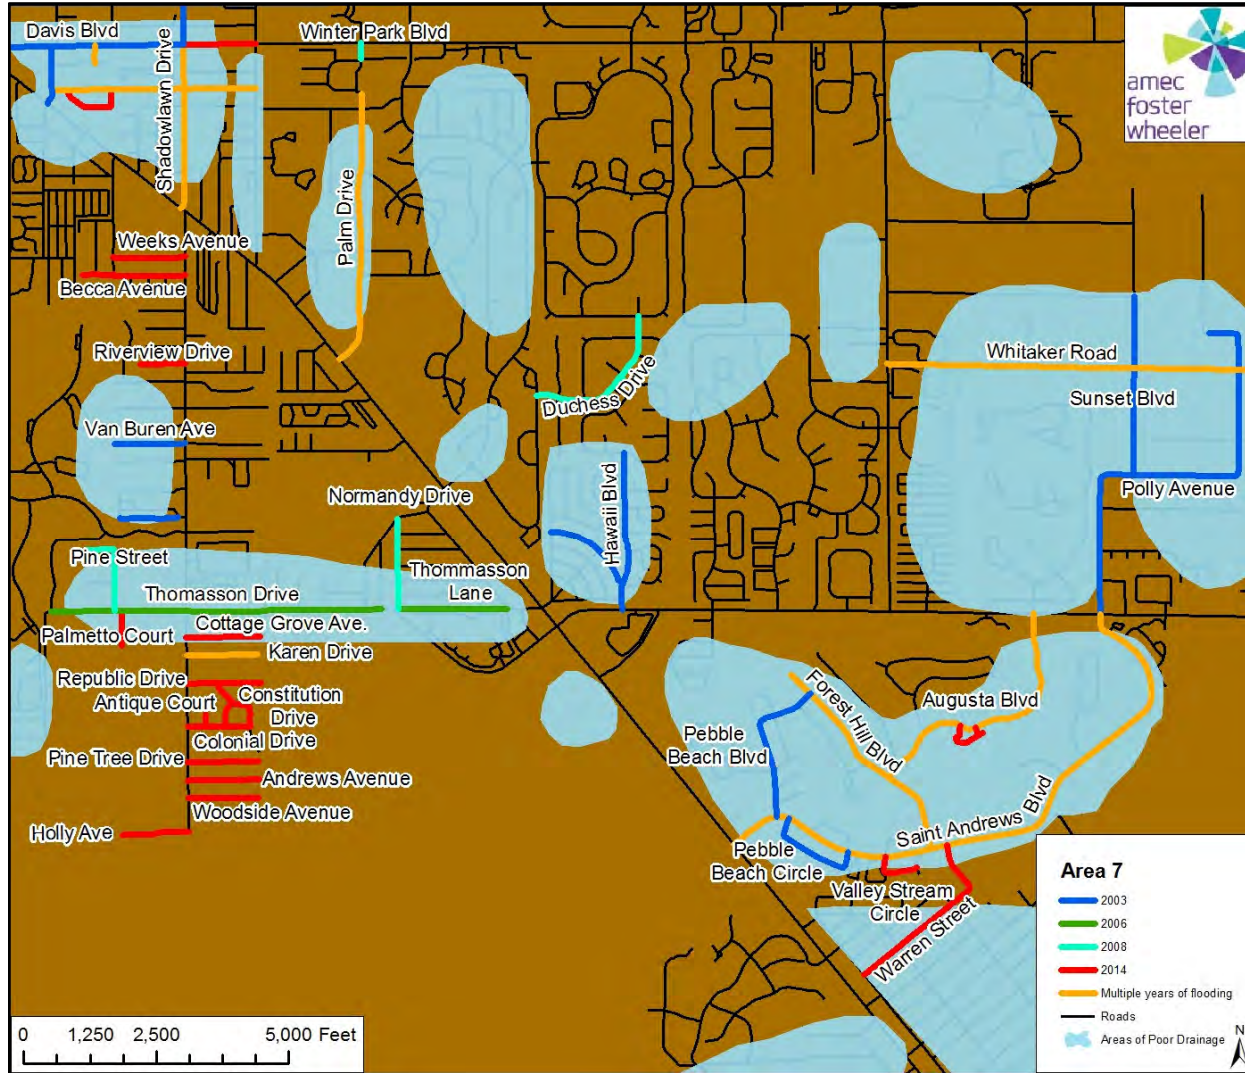 Davis Blvd
Winter Park Blvd
amec
foster
wheeler
Shadowlawn Drive
Palm Drive
Weeks Avenue
Becca Avenue
Riverview Drive
Whitaker Road
Duchess Drive
Sunset Blvd
Van Buren Ave
Hawaii Blvd
Polly Avenue
Normandy Drive
Pine Street
Thommasson
Lane
Thomasson Drive
Cottage Grove Ave.
Palmetto Court
Karen Drive
Republic Drive
Antique Court
Constitution
Drive
Colonial Drive
Forest Hill Blvd
Augusta Blvd
Pebble
Beach Blvd
Pine Tree Drive
Andrews Avenue
Woodside Avenue
Holly Ave
Saint Andrews Blvd
Pebble
Beach Circle
Valley Stream
Circle
Warren Street
Area 7
2003
2006
2008
2014
Multiple years of flooding
Roads
Areas of Poor Drainage
N
0 1,250 2,500 5,000 Feet